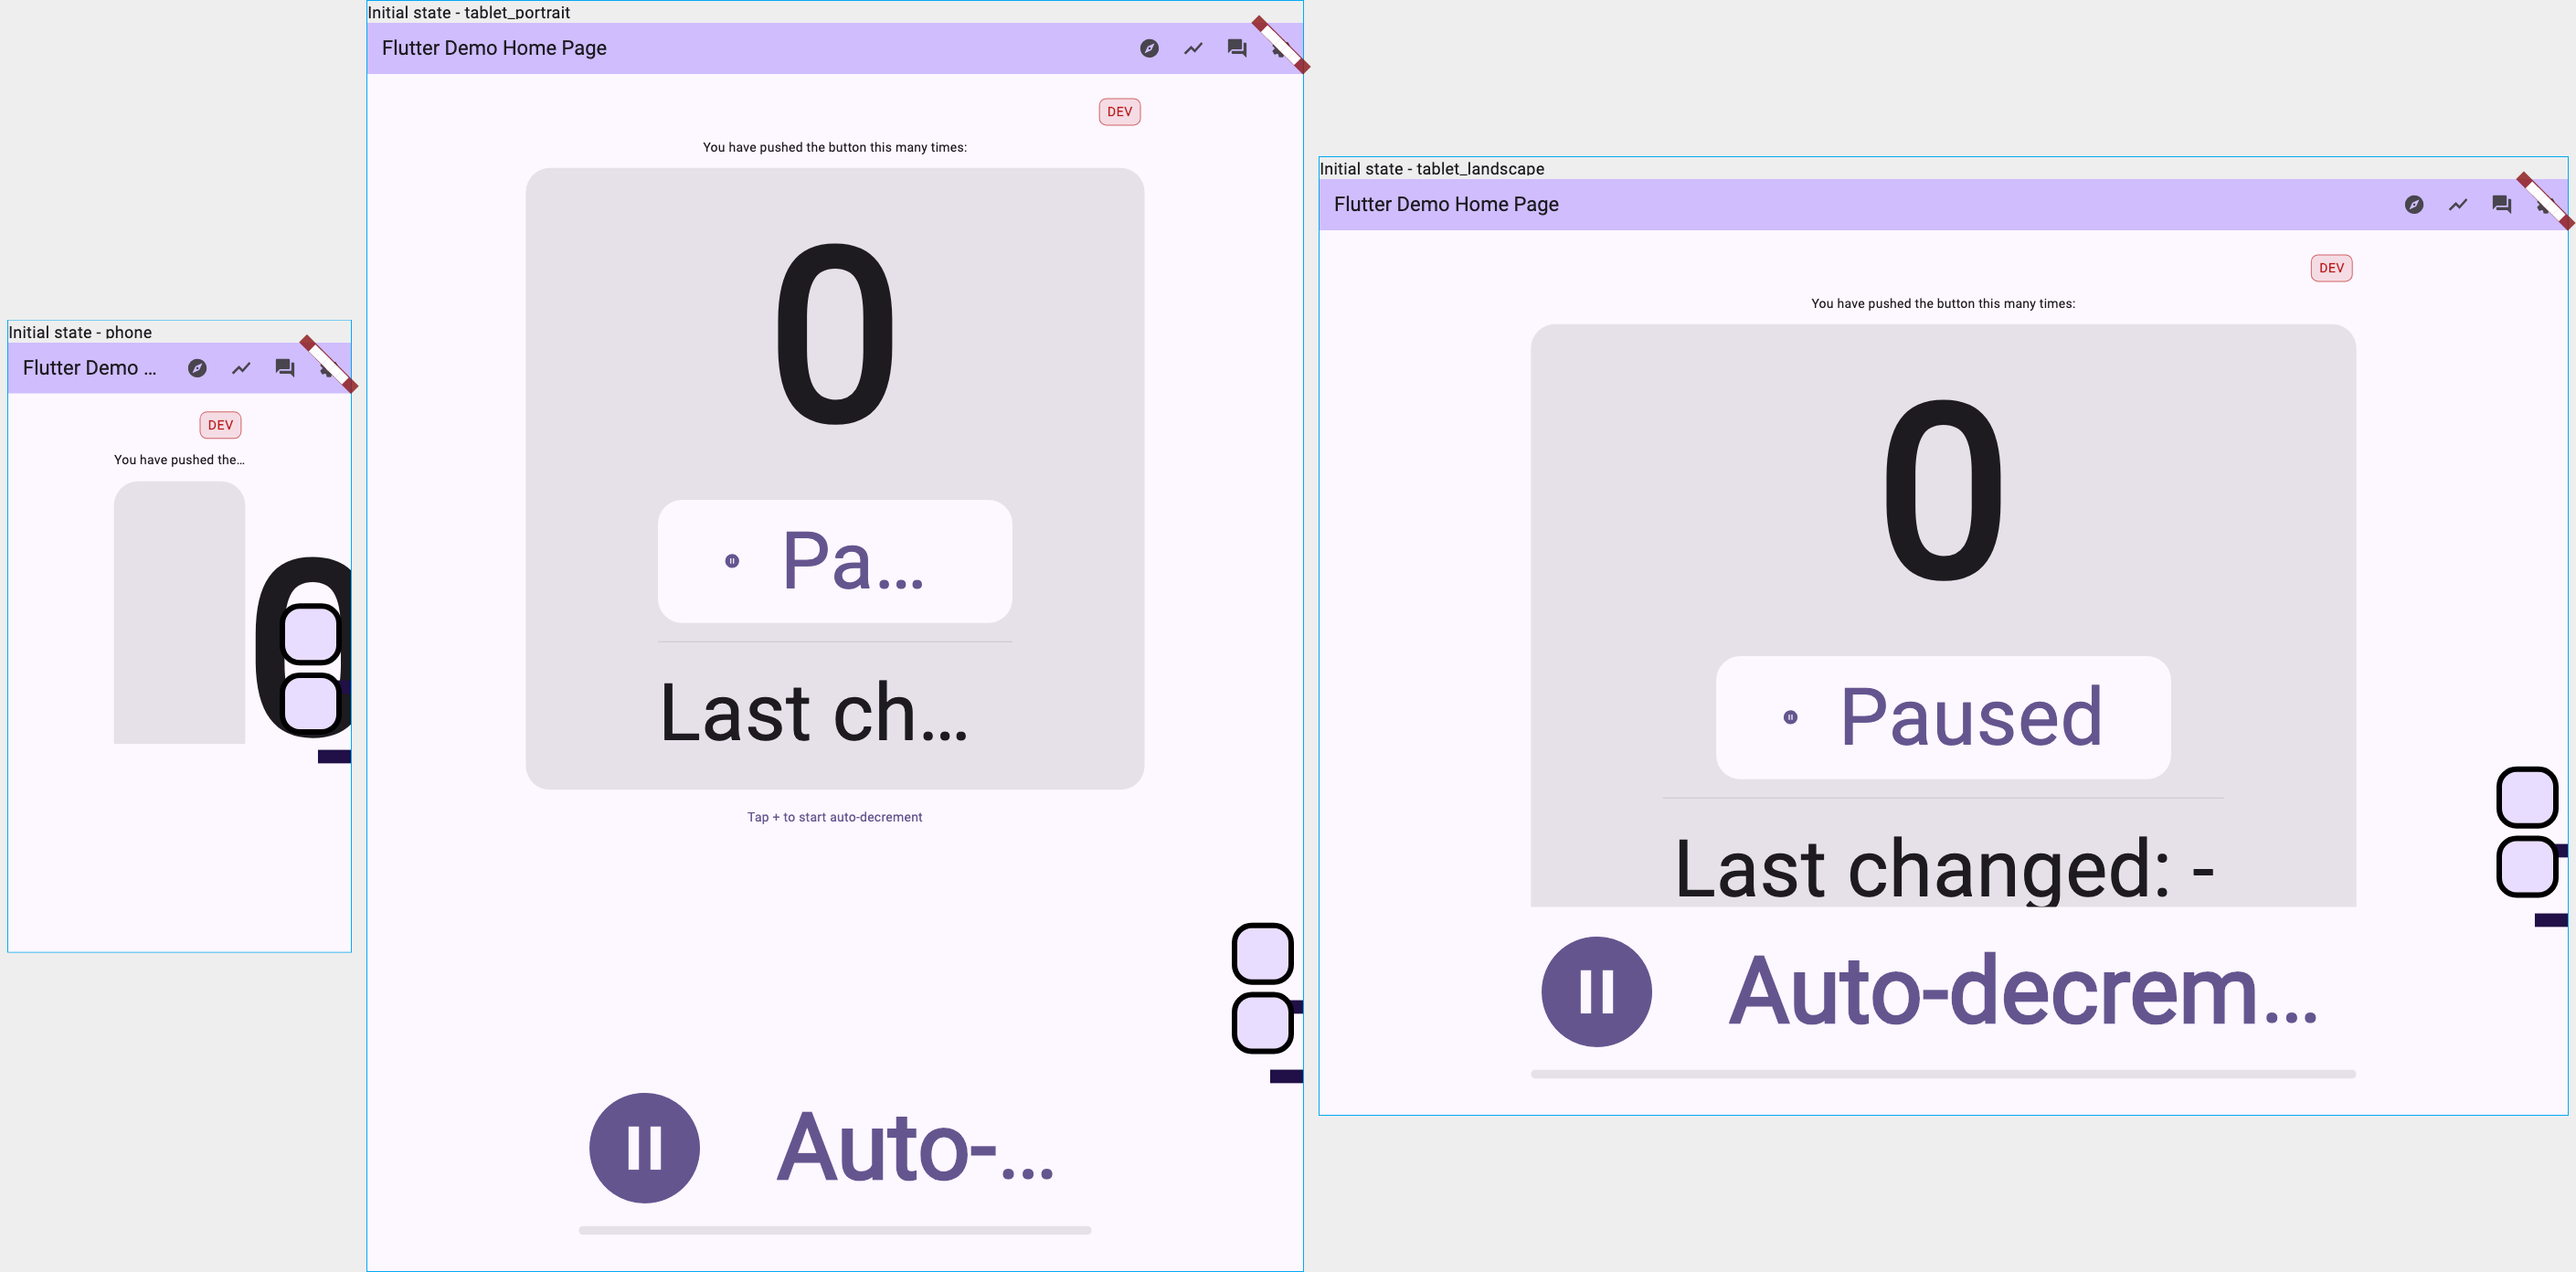 Initial state - phone
Flutter Demo ...
DEV
You have pushed the...
0
Initial state - tablet_portrait
Flutter Demo Home Page
DEV
You have pushed the button this many times:
0
Pa...
Last ch...
Tap + to start auto-decrement
Auto-...
Initial state - tablet_landscape
Flutter Demo Home Page
DEV
You have pushed the button this many times:
0
Paused
Last changed: -
Auto-decrem...